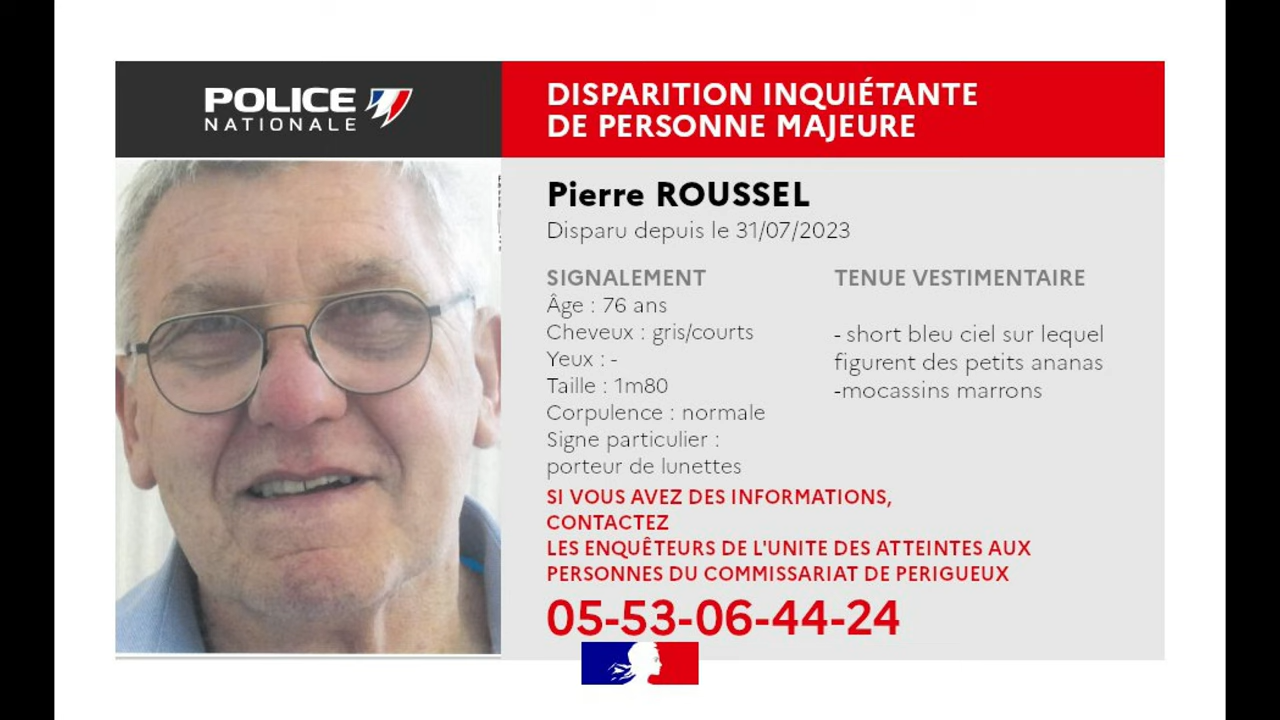 POLICE
NATIONALE
DISPARITION INQUIÉTANTE
DE PERSONNE MAJEURE
Pierre ROUSSEL
Disparu depuis le 31/07/2023
SIGNALEMENT
Âge : 76 ans
Cheveux : gris/courts
Yeux : -
Taille : 1m80
Corpulence : normale
Signe particulier :
porteur de lunettes
TENUE VESTIMENTAIRE
- short bleu ciel sur lequel
figurent des petits ananas
-mocassins marrons
SI VOUS AVEZ DES INFORMATIONS,
CONTACTEZ
LES ENQUÊTEURS DE L'UNITE DES ATTEINTES AUX
PERSONNES DU COMMISSARIAT DE PERIGUEUX
05-53-06-44-24